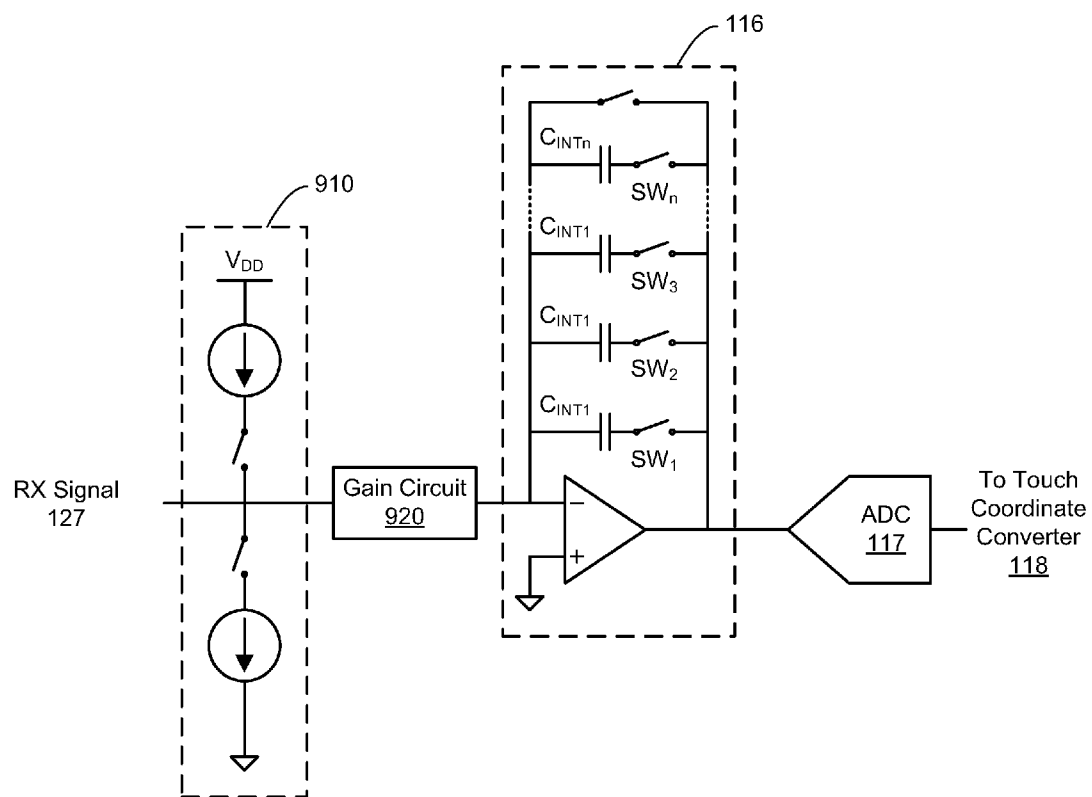 116
C_INTn
SW_n
910
V_DD
C_INT1
SW_3
C_INT1
SW_2
C_INT1
SW_1
RX Signal
127
Gain Circuit
920
−
+
ADC
117
To Touch
Coordinate
Converter
118